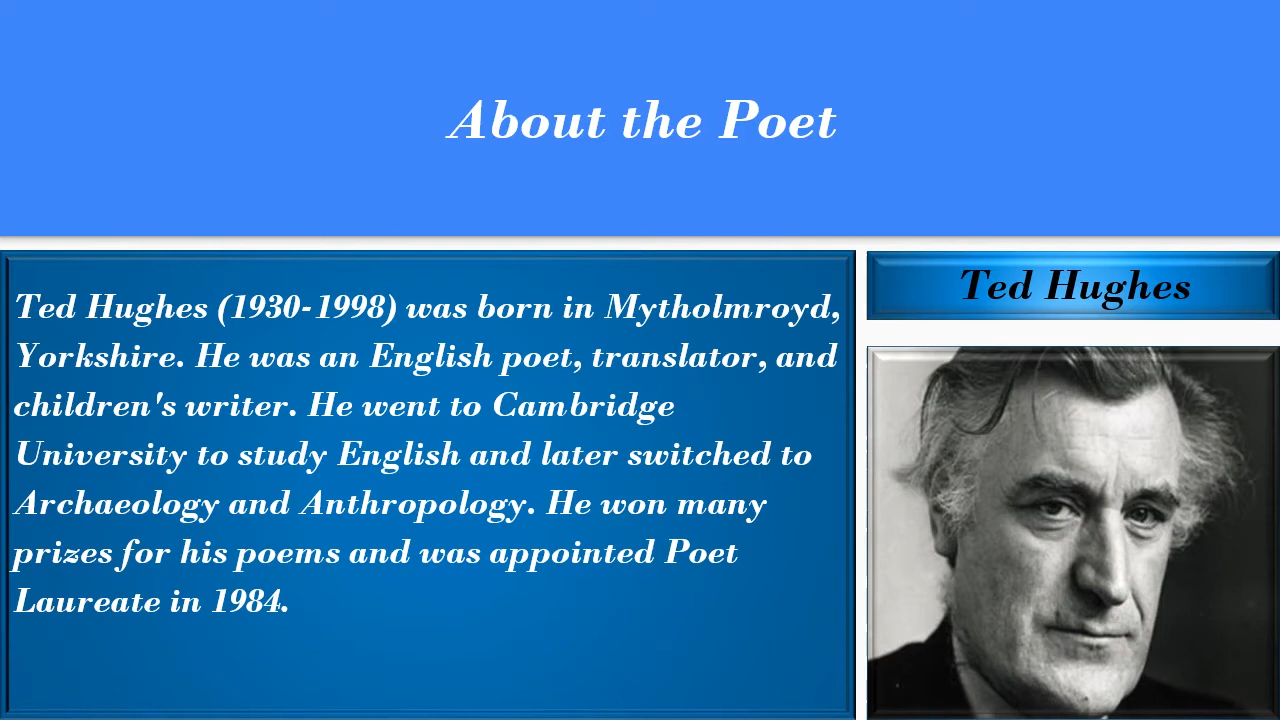 About the Poet
Ted Hughes (1930-1998) was born in Mytholmroyd,
Yorkshire. He was an English poet, translator, and
children's writer. He went to Cambridge
University to study English and later switched to
Archaeology and Anthropology. He won many
prizes for his poems and was appointed Poet
Laureate in 1984.
Ted Hughes